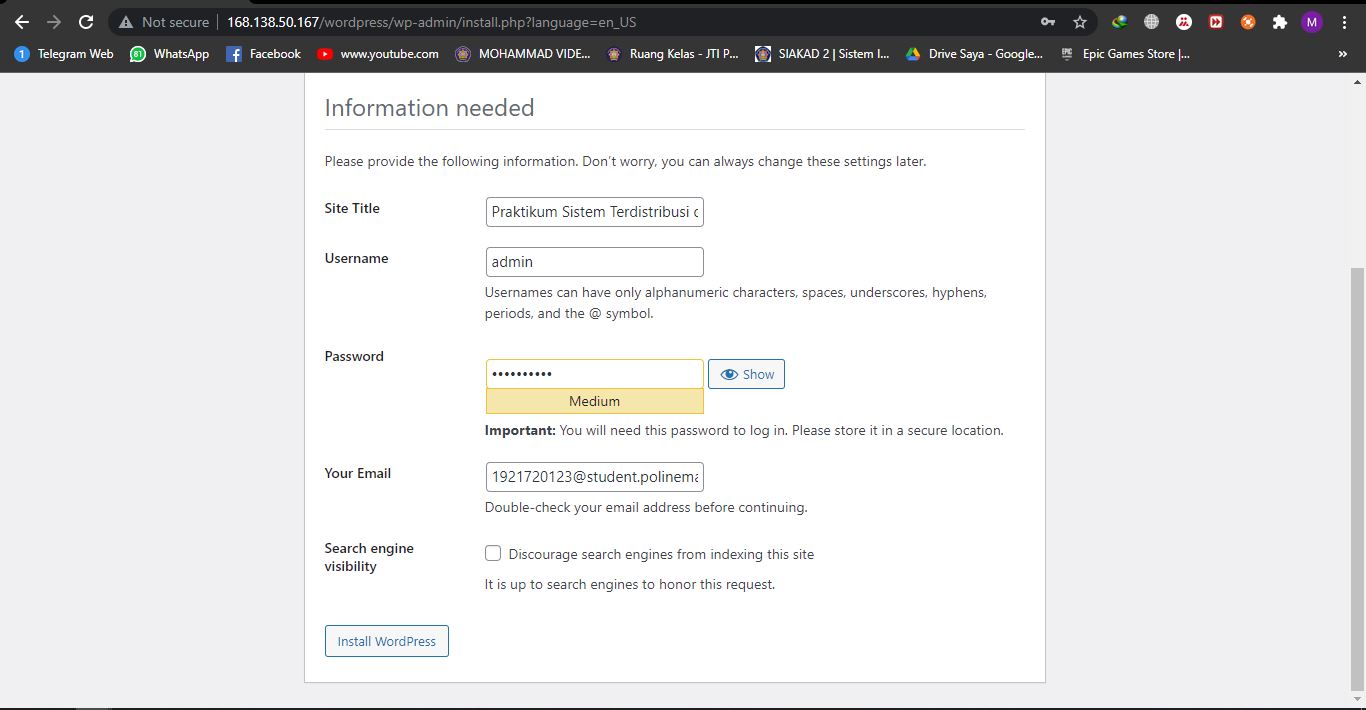 Not secure
168.138.50.167/wordpress/wp-admin/install.php?language=en_US
M
1 Telegram Web
81 WhatsApp
Facebook
www.youtube.com
MOHAMMAD VIDE...
Ruang Kelas - JTI P...
SIAKAD 2 | Sistem I...
Drive Saya - Google...
Epic Games Store |...
»
Information needed
Please provide the following information. Don’t worry, you can always change these settings later.
Site Title
Praktikum Sistem Terdistribusi
Username
admin
Usernames can have only alphanumeric characters, spaces, underscores, hyphens,
periods, and the @ symbol.
Password
••••••••••
Show
Medium
Important: You will need this password to log in. Please store it in a secure location.
Your Email
1921720123@student.polinema
Double-check your email address before continuing.
Search engine
visibility
Discourage search engines from indexing this site
It is up to search engines to honor this request.
Install WordPress